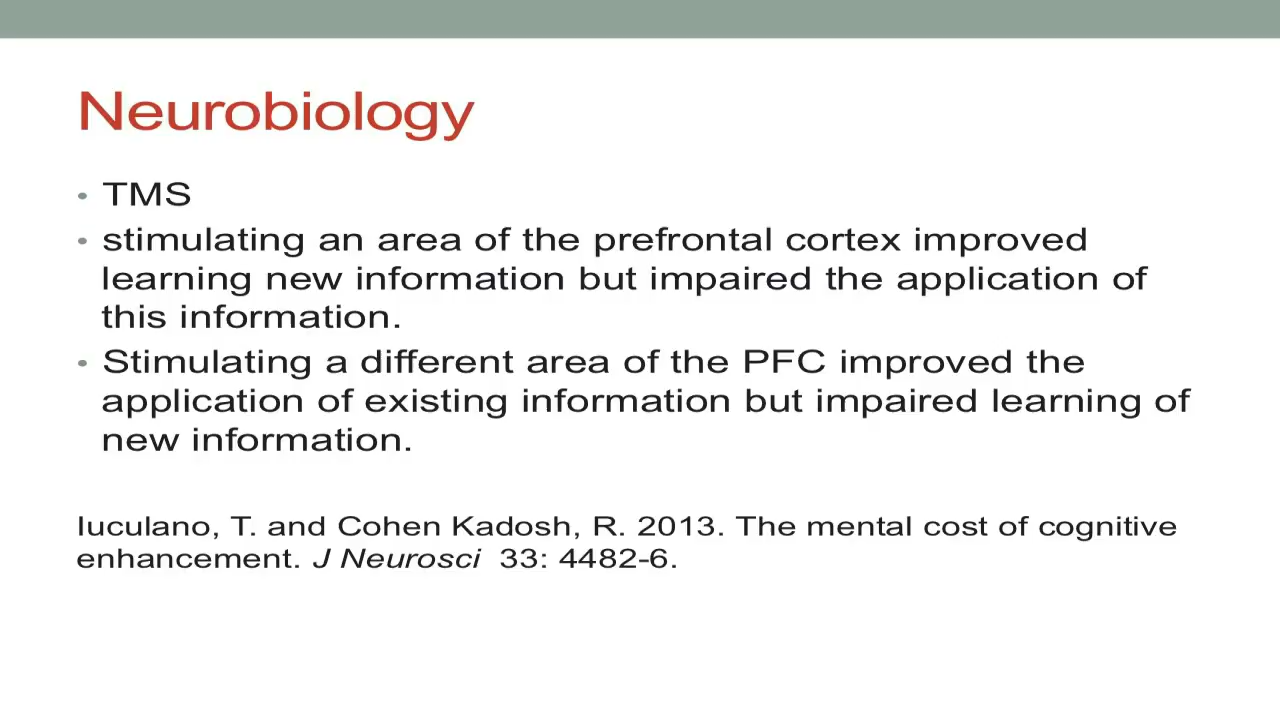 Neurobiology
• TMS
• stimulating an area of the prefrontal cortex improved
learning new information but impaired the application of
this information.
• Stimulating a different area of the PFC improved the
application of existing information but impaired learning of
new information.
Iuculano, T. and Cohen Kadosh, R. 2013. The mental cost of cognitive
enhancement. J Neurosci 33: 4482-6.